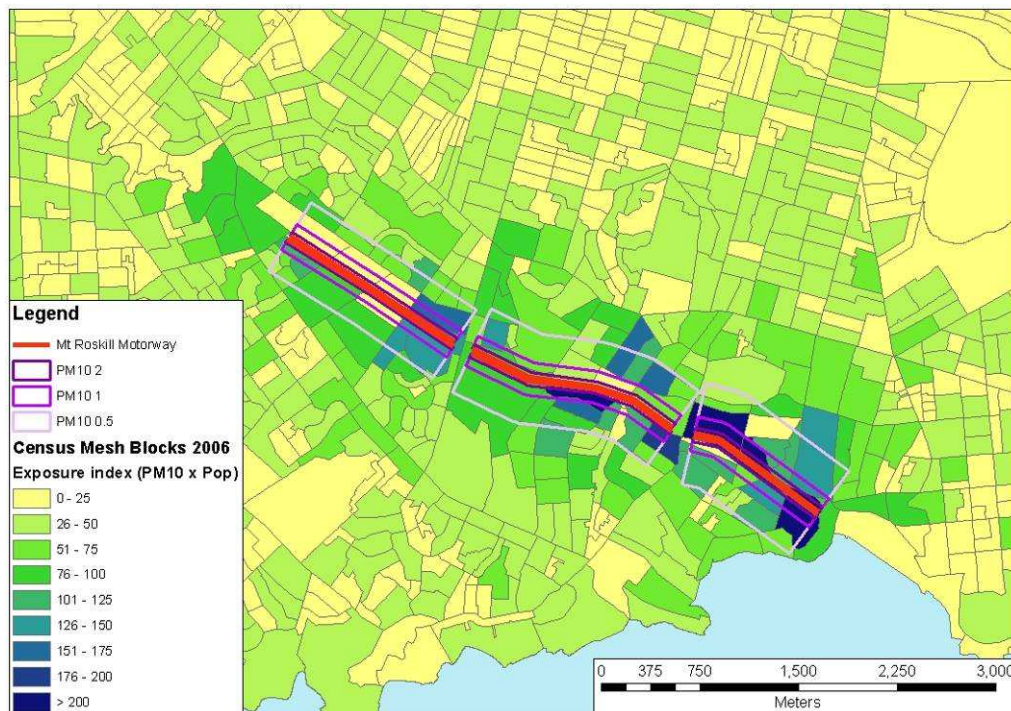 Legend
Mt Roskill Motorway
PM10 2
PM10 1
PM10 0.5
Census Mesh Blocks 2006
Exposure index (PM10 x Pop)
0 - 25
26 - 50
51 - 75
76 - 100
101 - 125
126 - 150
151 - 175
176 - 200
> 200
0 375 750 1,500 2,250 3,000
Meters